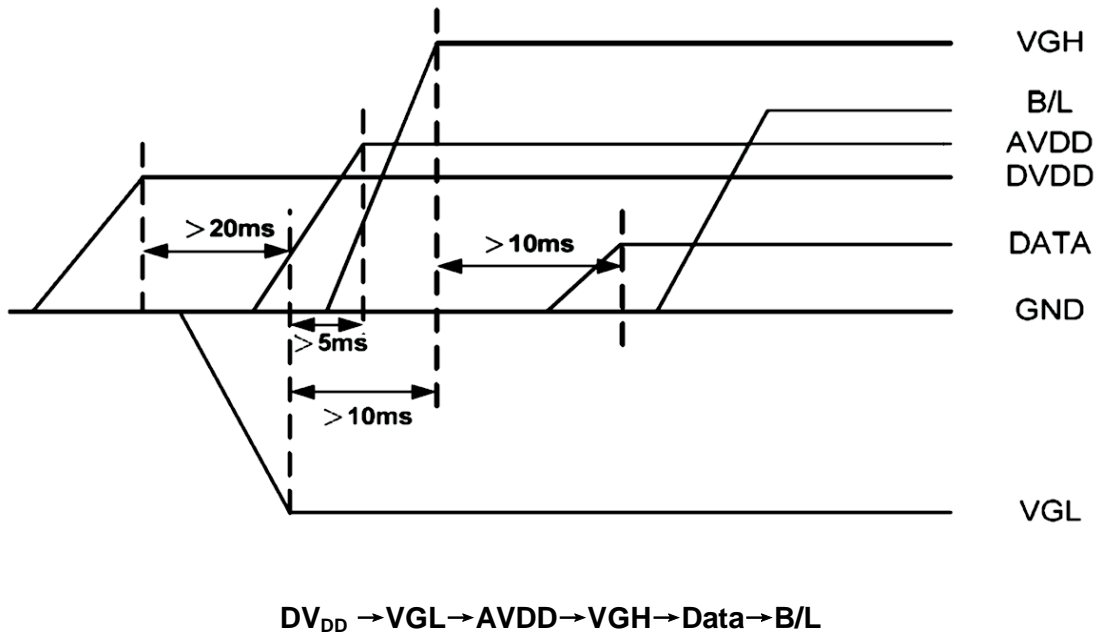 VGH
B/L
AVDD
DVDD
>20ms
>10ms
DATA
GND
>5ms
>10ms
VGL
DVDD →VGL→AVDD→VGH→Data→B/L